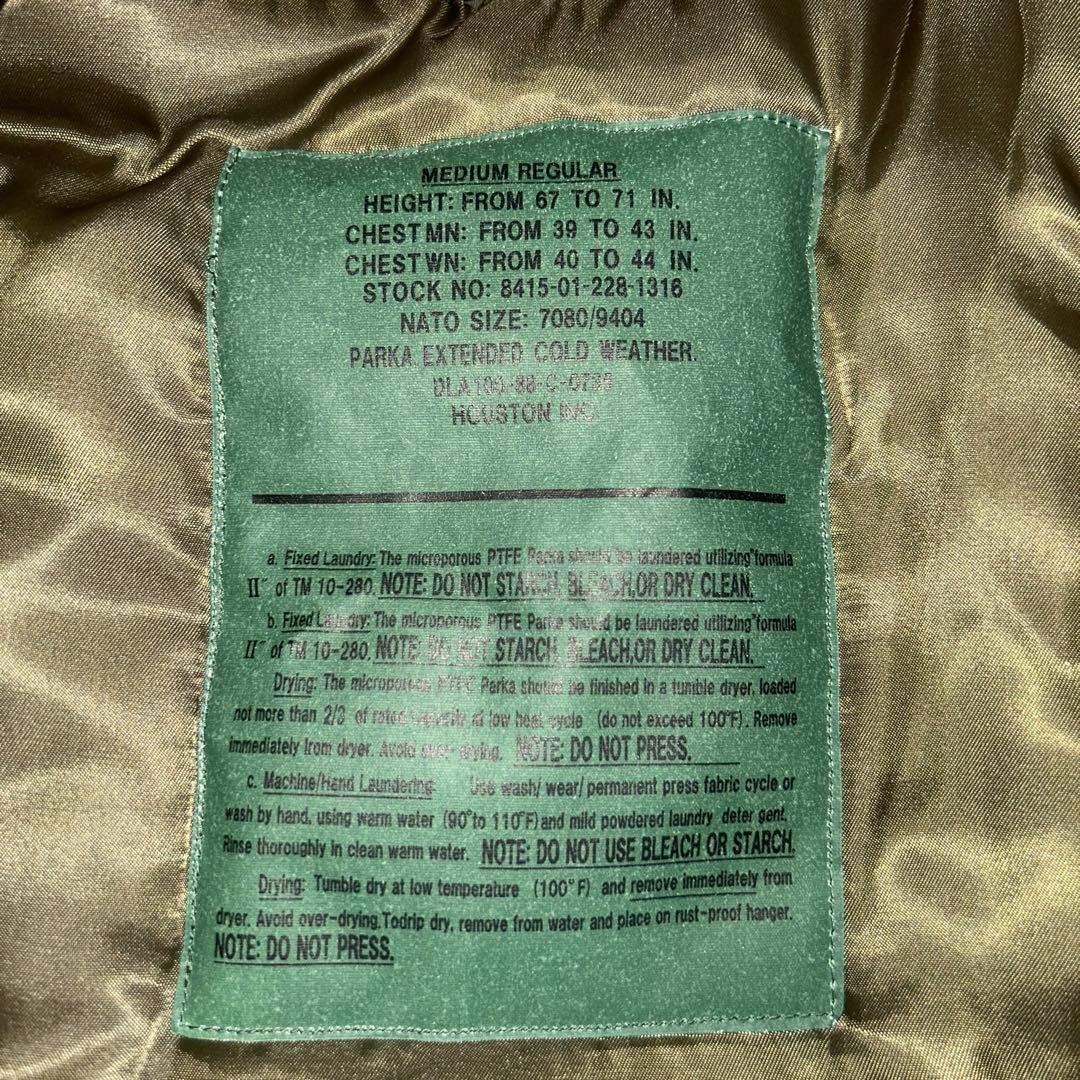 MEDIUM REGULAR
HEIGHT: FROM 67 TO 71 IN.
CHEST MN: FROM 39 TO 43 IN.
CHEST WN: FROM 40 TO 44 IN.
STOCK NO: 8415-01-228-1316
NATO SIZE: 7080/9404
PARKA. EXTENDED COLD WEATHER.
HOUSTON INC
a. Fixed Laundry: The microporous PTFE Parka should be laundered utilizing"formula
II" of TM 10-280. NOTE: DO NOT STARCH, BLEACH,OR DRY CLEAN.
b. Fixed Laundry: The microporous PTFE Parka should be laundered utilizing"formula
II" of TM 10-280. NOTE: DO NOT STARCH, BLEACH,OR DRY CLEAN.
Drying: The microporous PTFE Parka should be finished in a tumble dryer, loaded
not more than 2/3 of rated capacity at low heat cycle (do not exceed 100°F). Remove
immediately from dryer. Avoid over-drying. NOTE: DO NOT PRESS.
c. Machine/Hand Laundering: Use wash/ wear/ permanent press fabric cycle or
wash by hand, using warm water (90°to 110°F) and mild powdered laundry deter gent.
Rinse thoroughly in clean warm water. NOTE: DO NOT USE BLEACH OR STARCH.
Drying: Tumble dry at low temperature (100°F) and remove immediately from
dryer. Avoid over-drying.Todrip dry, remove from water and place on rust-proof hanger.
NOTE: DO NOT PRESS.